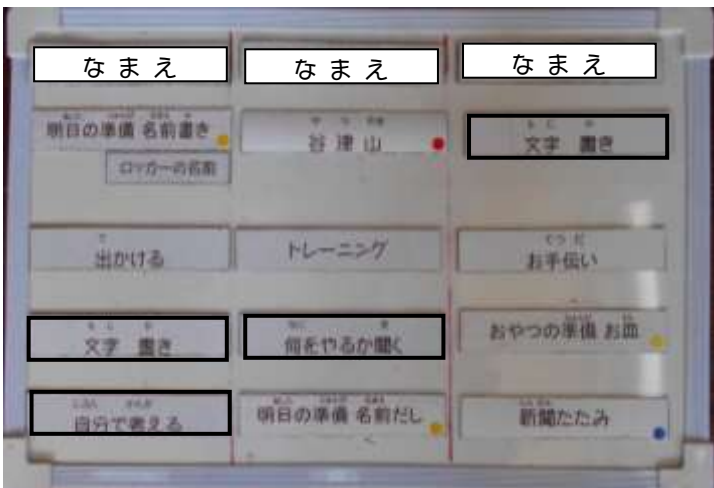 なまえ
なまえ
なまえ
明日の準備 名前書き
ロッカーの名前
谷津山
文字 書き
出かける
トレーニング
お手伝い
文字 書き
何をやるか聞く
おやつの準備 お皿
自分で考える
明日の準備 名前だし
新聞たたみ